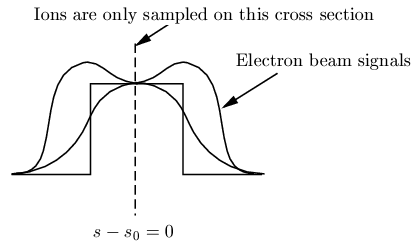 Ions are only sampled on this cross section
Electron beam signals
s − s₀ = 0